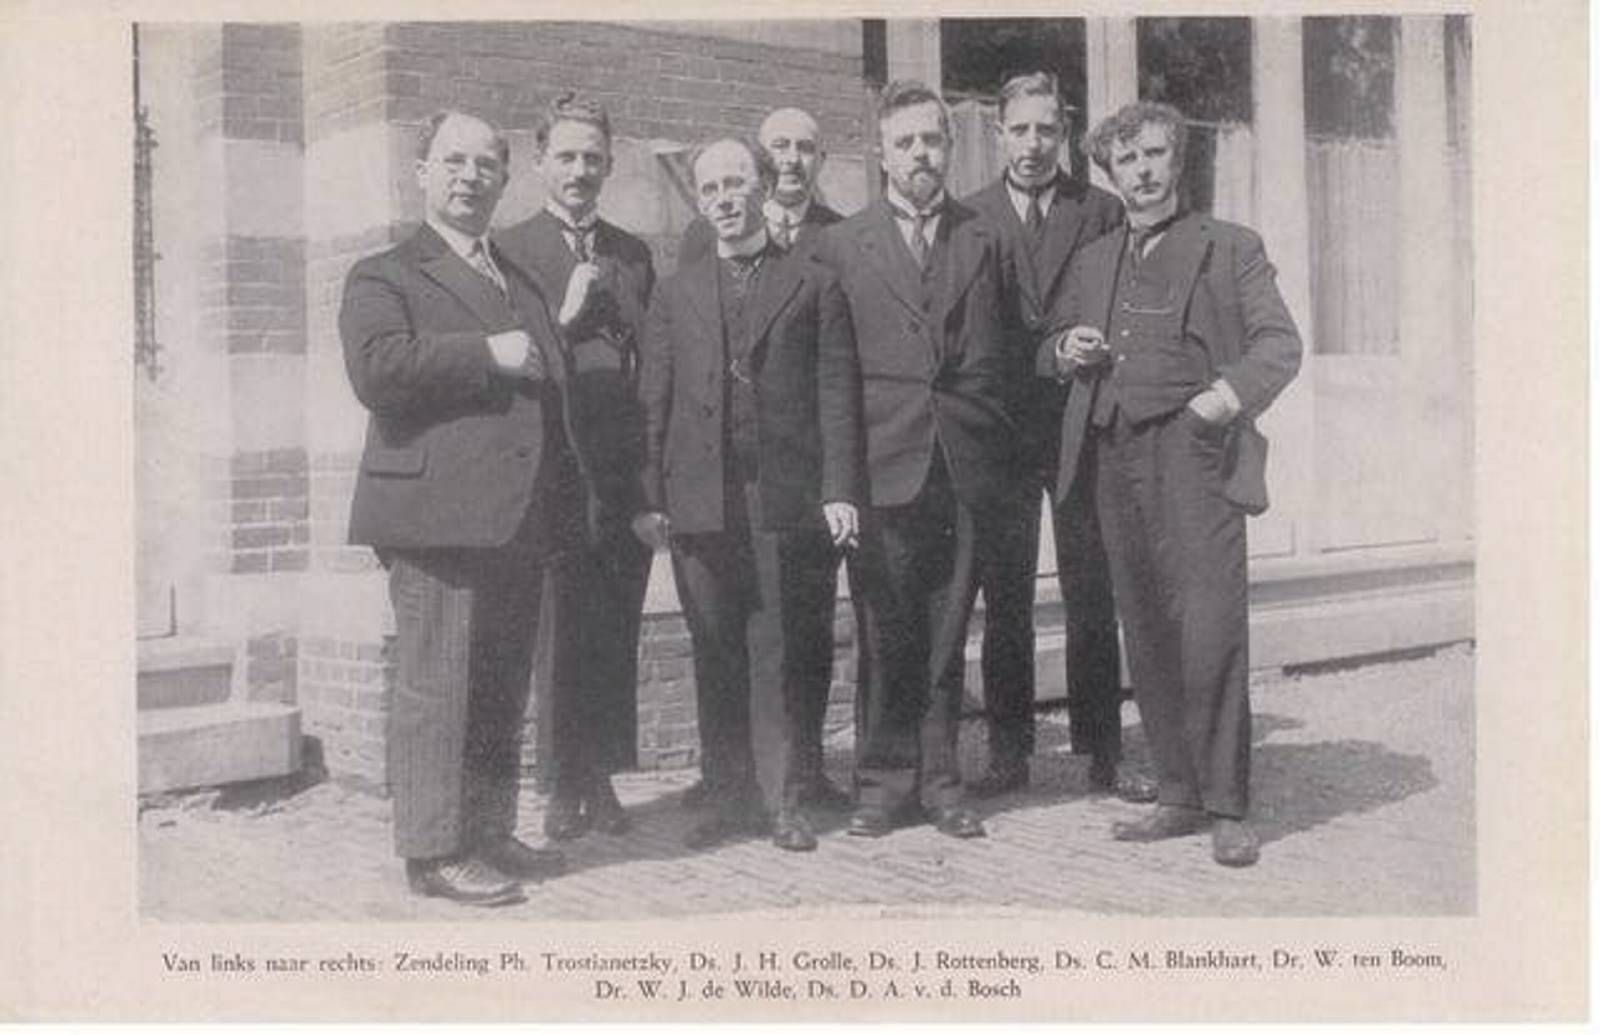 Van links naar rechts: Zendeling Ph. Trostianetzky, Ds. J. H. Grolle, Ds. J. Rottenberg, Ds. C. M. Blankhart, Dr. W. ten Boom,
Dr. W. J. de Wilde, Ds. D. A. v. d. Bosch